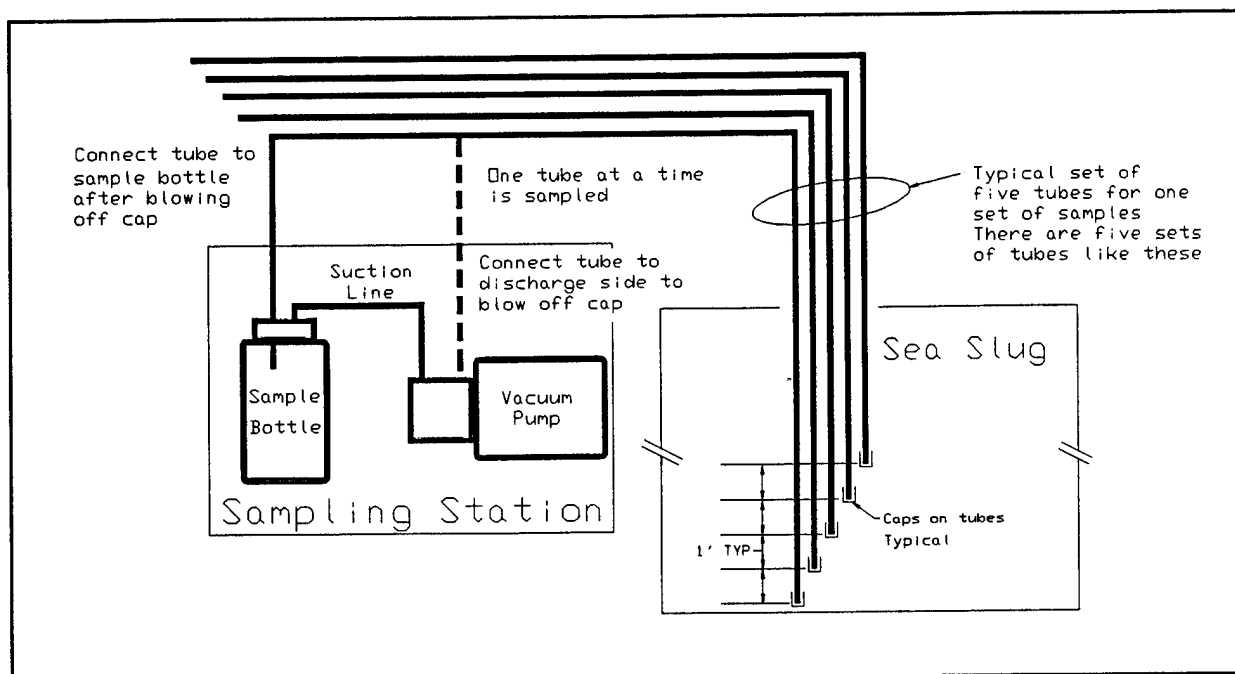 Connect tube to
sample bottle
after blowing
off cap
One tube at a time
is sampled
Typical set of
five tubes for one
set of samples
There are five sets
of tubes like these
Suction
Line
Connect tube to
discharge side to
blow off cap
Sample
Bottle
Vacuum
Pump
Sampling Station
Sea Slug
Caps on tubes
Typical
1' TYP